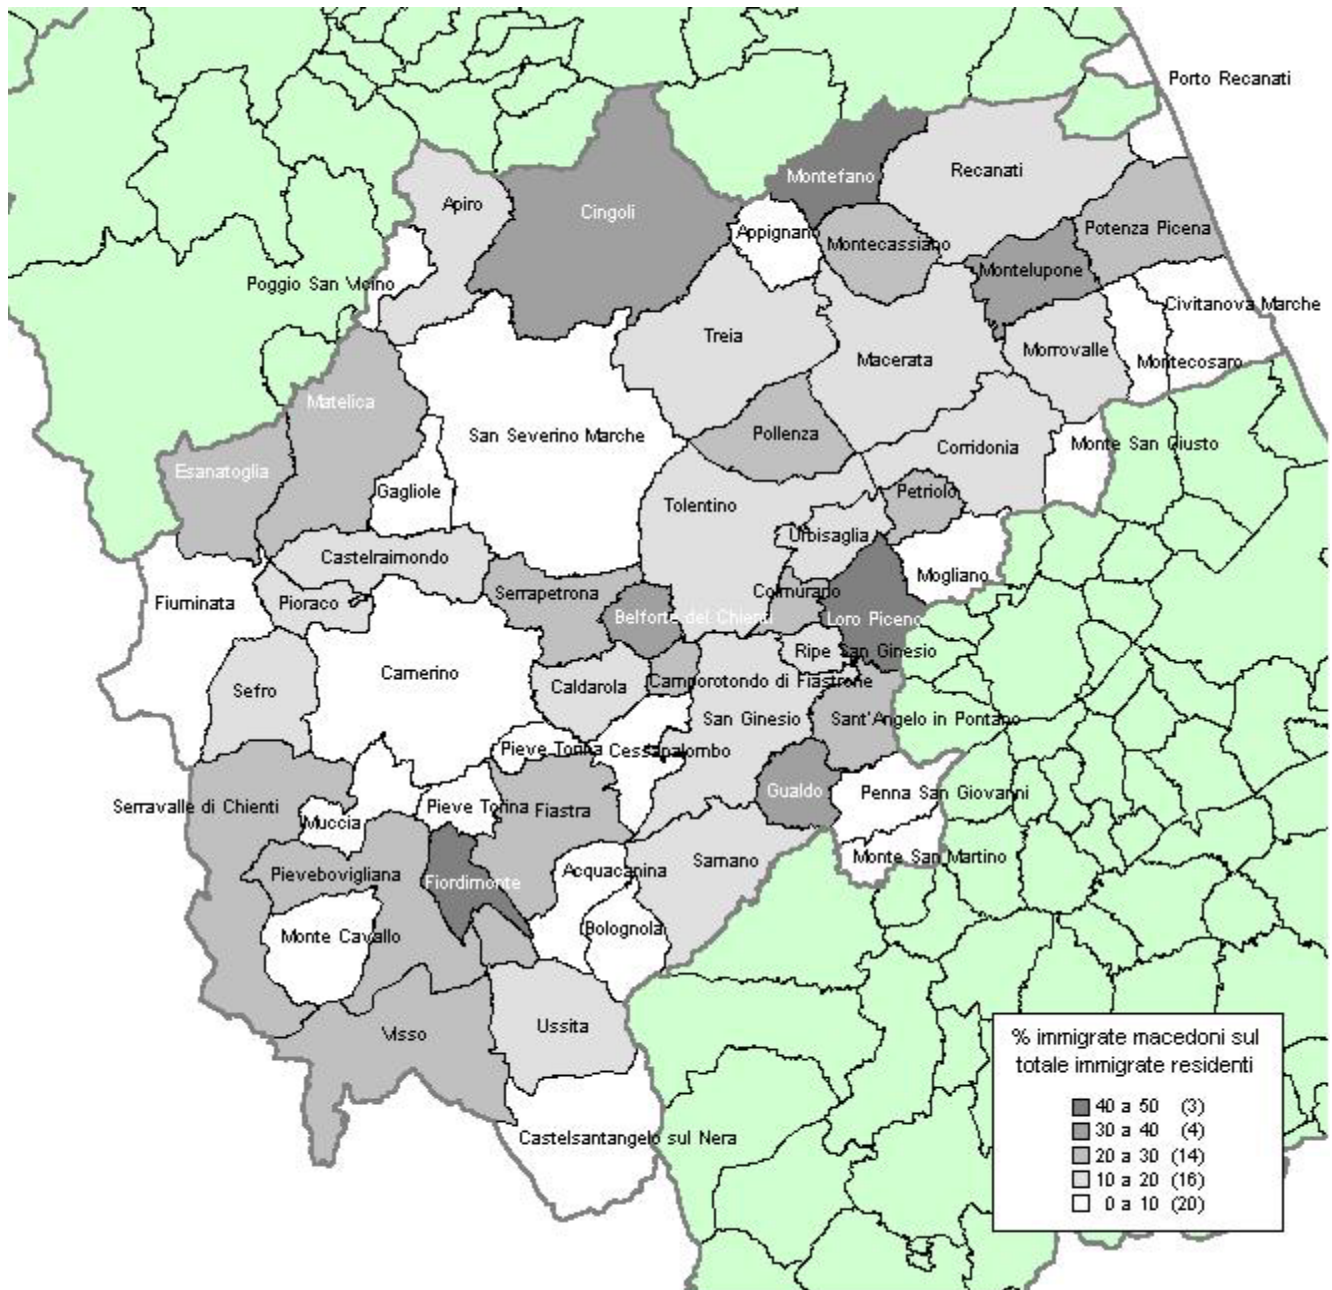 Porto Recanati
Montefano
Recanati
Apiro
Cingoli
Appignano
Montecassiano
Potenza Picena
Montelupone
Poggio San Vicino
Civitanova Marche
Treia
Macerata
Morrovalle
Montecosaro
Matelica
San Severino Marche
Pollenza
Corridonia
Monte San Giusto
Esanatoglia
Gagliole
Petriolo
Tolentino
Urbisaglia
Castelraimondo
Mogliano
Fiuminata
Pioraco
Serrapetrona
Colmurano
Belforte del Chienti
Loro Piceno
Ripe San Ginesio
Camerino
Sefro
Caldarola
Camporotondo di Fiastrone
San Ginesio
Sant'Angelo in Pontano
Pieve Torina
Cessapalombo
Serravalle di Chienti
Muccia
Pieve Torina
Fiastra
Gualdo
Penna San Giovanni
Monte San Martino
Sarnano
Acquacanina
Pievebovigliana
Fiordimonte
Monte Cavallo
Bolognola
Visso
Ussita
Castelsantangelo sul Nera
% immigrate macedoni sul
totale immigrate residenti
40 a 50 (3)
30 a 40 (4)
20 a 30 (14)
10 a 20 (16)
0 a 10 (20)